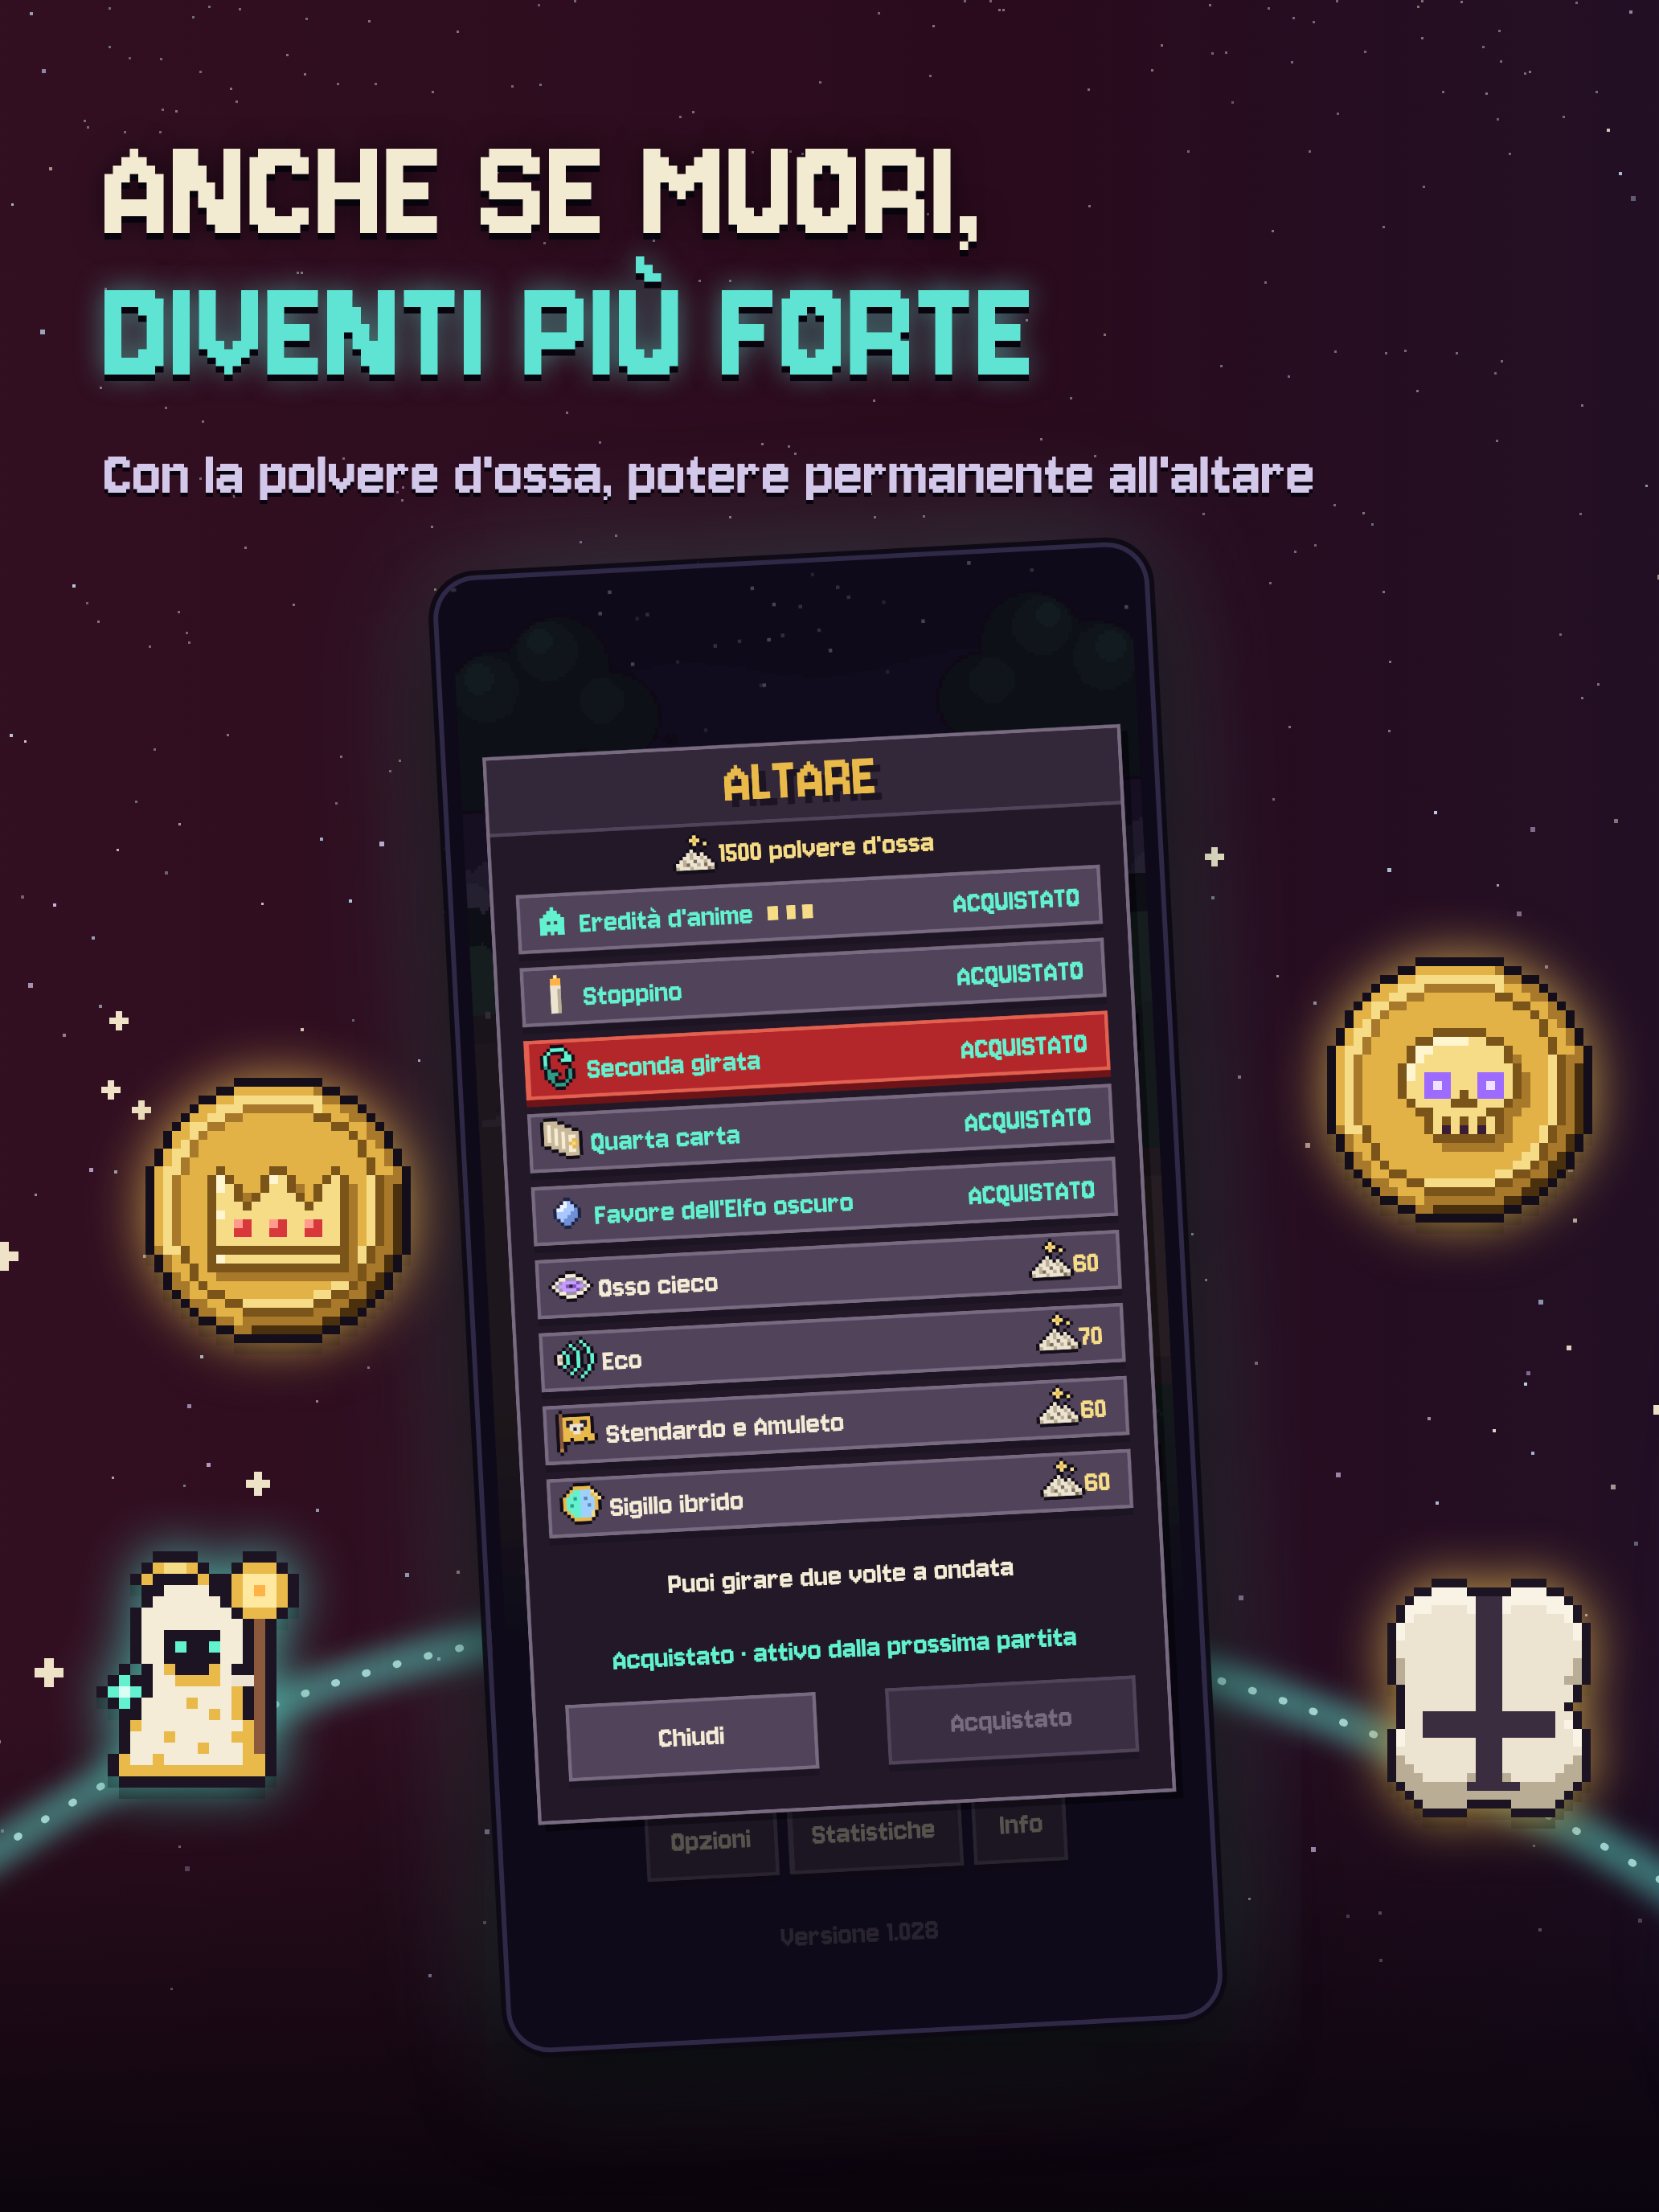 ANCHE SE MUORI,
DIVENTI PIÙ FORTE
Con la polvere d'ossa, potere permanente all'altare
ALTARE
1500 polvere d'ossa
Eredità d'anime ACQUISTATO
Stoppino ACQUISTATO
Seconda girata ACQUISTATO
Quarta carta ACQUISTATO
Favore dell'Elfo oscuro ACQUISTATO
Osso cieco 60
Eco 70
Stendardo e Amuleto 60
Sigillo ibrido 60
Puoi girare due volte a ondata
Acquistato · attivo dalla prossima partita
Chiudi Acquistato
Opzioni Statistiche Info
Versione 1.028